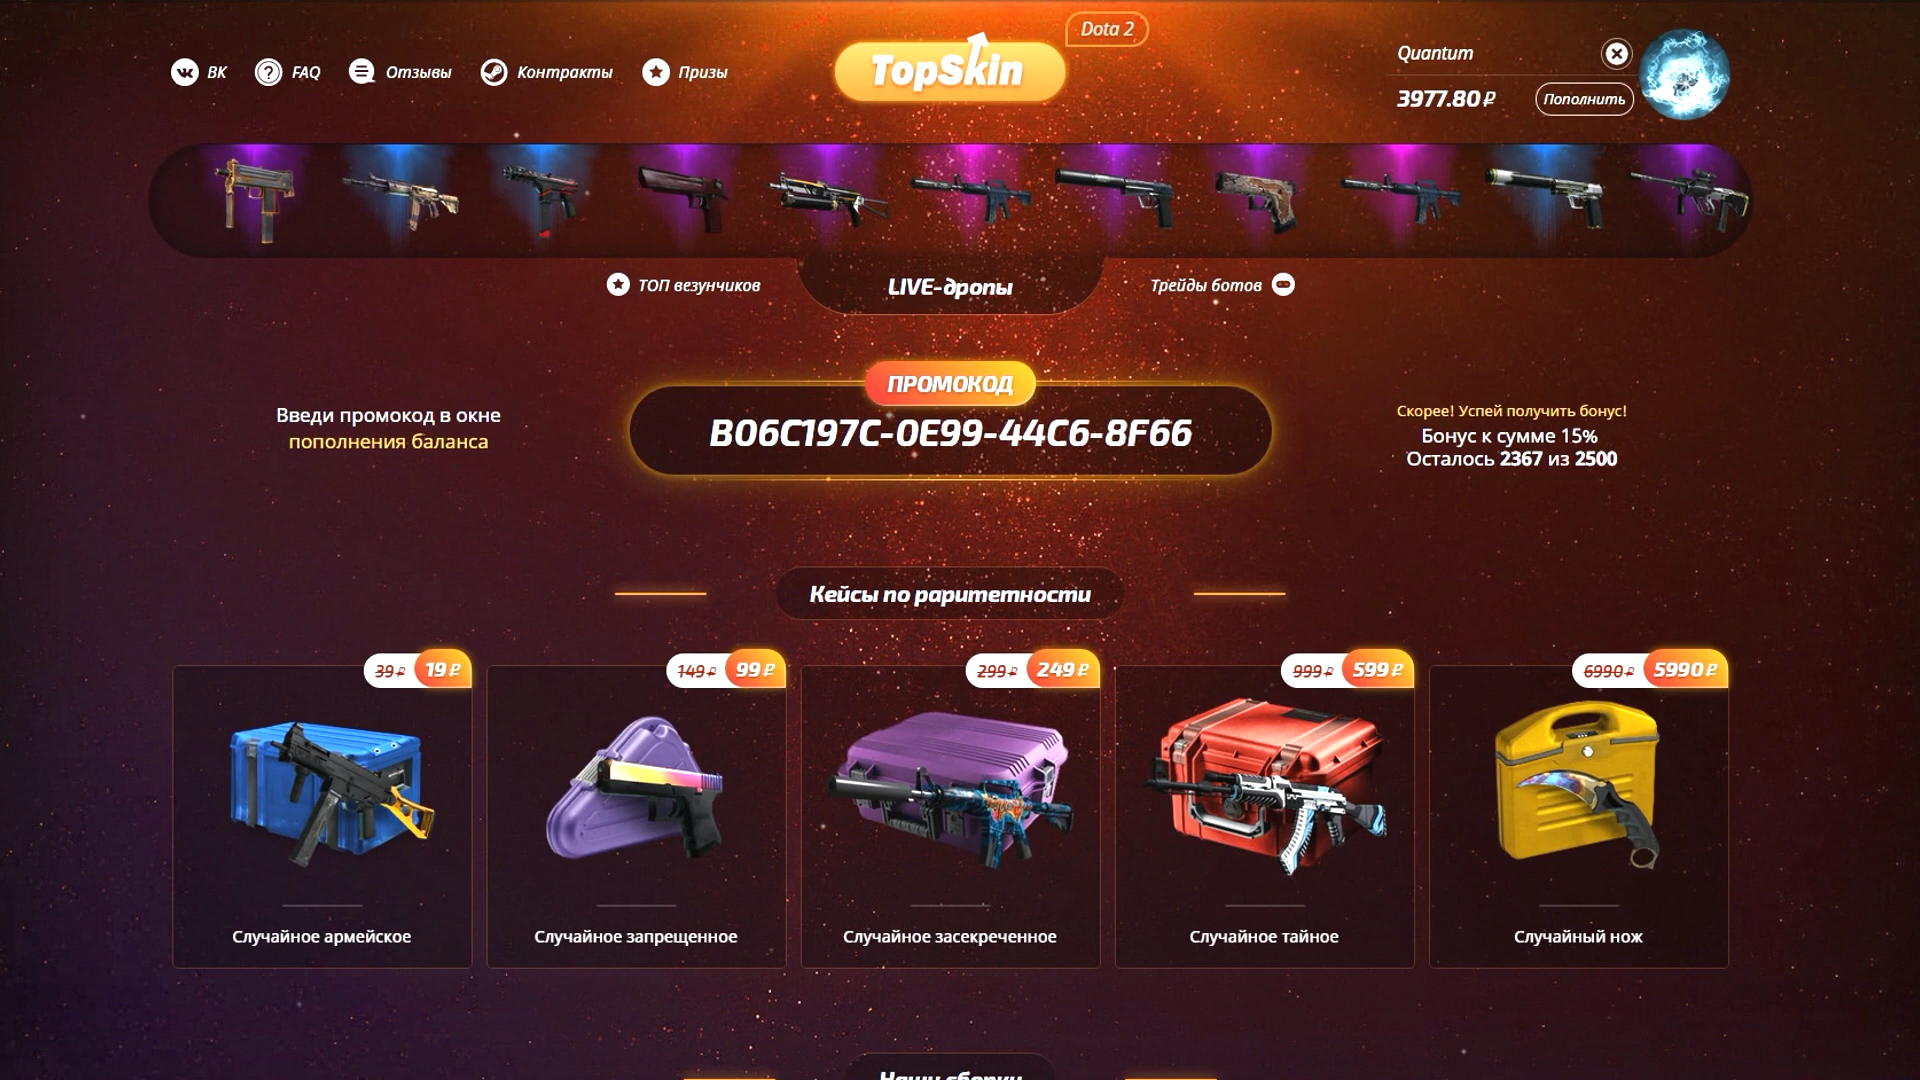 Dota 2
ВК
FAQ
Отзывы
Контракты
Призы
TopSkin
Quantum
3977.80 ₽
Пополнить
ТОП везунчиков
LIVE-дропы
Трейды ботов
ПРОМОКОД
B06C197C-0E99-44C6-8F66
Введи промокод в окне
пополнения баланса
Скорее! Успей получить бонус!
Бонус к сумме 15%
Осталось 2367 из 2500
Кейсы по раритетности
39 ₽ 19 ₽
149 ₽ 99 ₽
299 ₽ 249 ₽
999 ₽ 599 ₽
6990 ₽ 5990 ₽
Случайное армейское
Случайное запрещенное
Случайное засекреченное
Случайное тайное
Случайный нож
Наши сборки